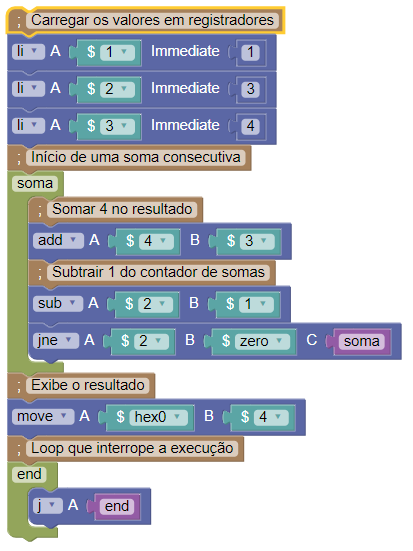 ; Carregar os valores em registradores
li A $ 1 Immediate 1
li A $ 2 Immediate 3
li A $ 3 Immediate 4
; Início de uma soma consecutiva
soma
; Somar 4 no resultado
add A $ 4 B $ 3
; Subtrair 1 do contador de somas
sub A $ 2 B $ 1
jne A $ 2 B $ zero C soma
; Exibe o resultado
move A $ hex0 B $ 4
; Loop que interrope a execução
end
j A end